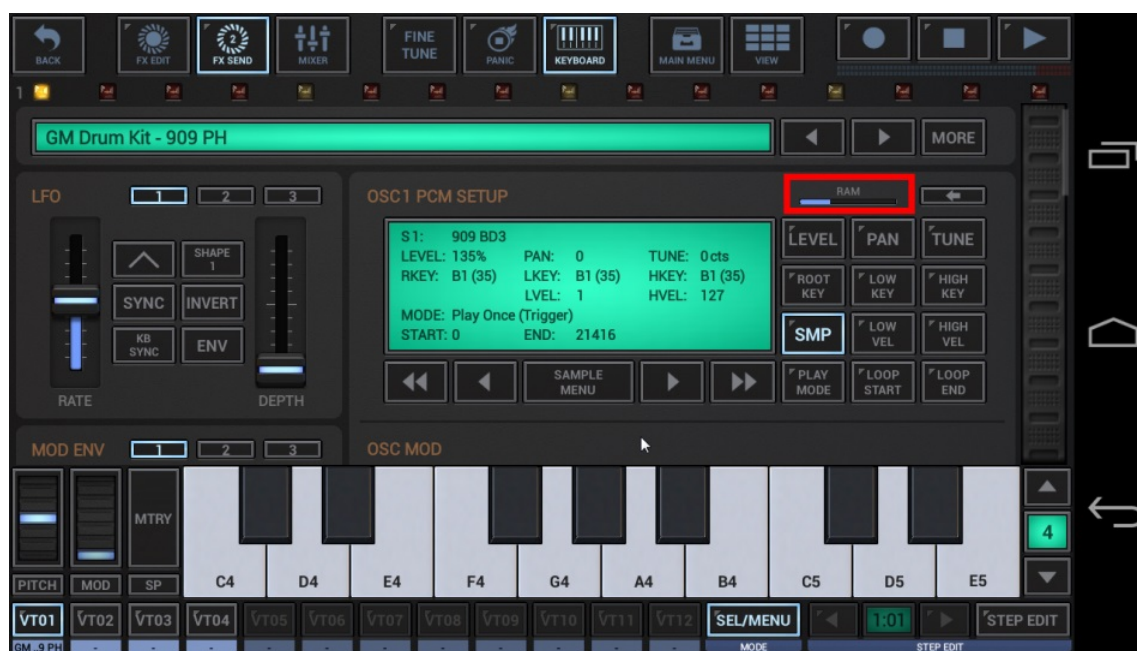 BACK
FX EDIT
2
FX SEND
MIXER
FINE
TUNE
PANIC
KEYBOARD
MAIN MENU
VIEW
1
GM Drum Kit - 909 PH
MORE
LFO
1
2
3
OSC1 PCM SETUP
RAM
SHAPE
1
SYNC
INVERT
KB
SYNC
ENV
RATE
DEPTH
S1: 909 BD3
LEVEL: 135% PAN: 0 TUNE: 0cts
RKEY: B1 (35) LKEY: B1 (35) HKEY: B1 (35)
LVEL: 1 HVEL: 127
MODE: Play Once (Trigger)
START: 0 END: 21416
SAMPLE
MENU
LEVEL
PAN
TUNE
ROOT
KEY
LOW
KEY
HIGH
KEY
SMP
LOW
VEL
HIGH
VEL
PLAY
MODE
LOOP
START
LOOP
END
MOD ENV
1
2
3
OSC MOD
MTRY
4
PITCH
MOD
SP
C4
D4
E4
F4
G4
A4
B4
C5
D5
E5
VT01
VT02
VT03
VT04
VT05
VT06
VT07
VT08
VT09
VT10
VT11
VT12
SEL/MENU
1:01
STEP EDIT
GM..9 PH
MODE
STEP EDIT